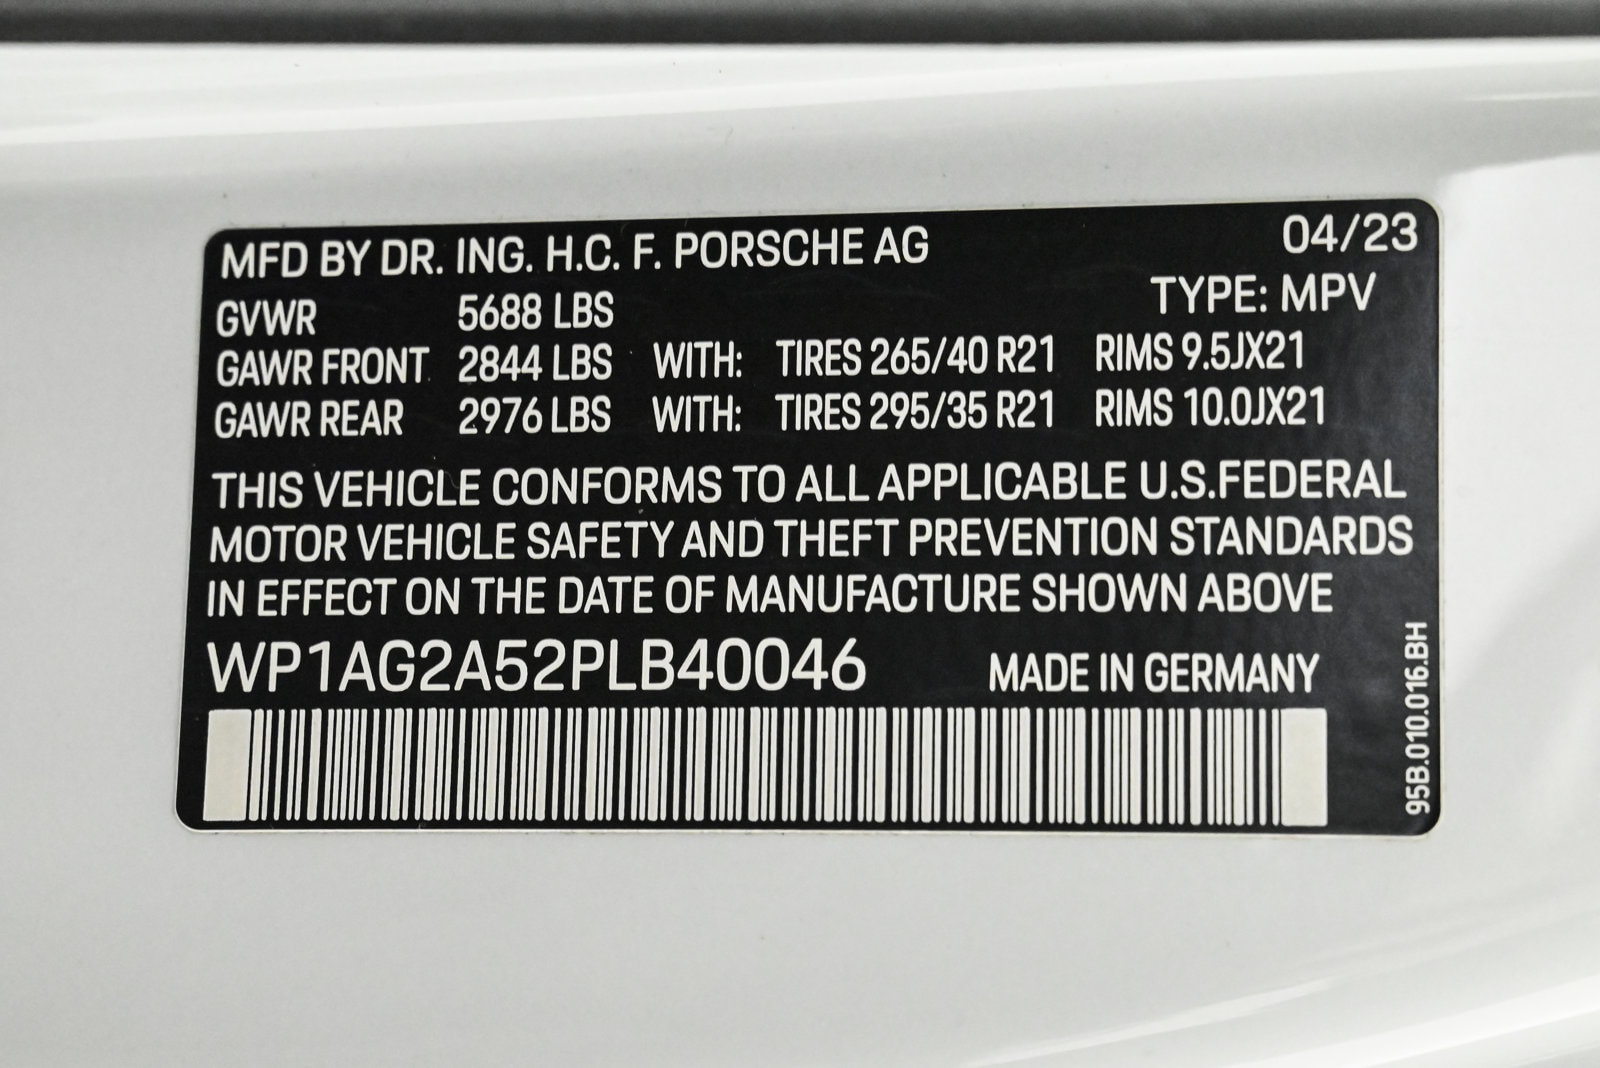 MFD BY DR. ING. H.C. F. PORSCHE AG 04/23
TYPE: MPV
GVWR 5688 LBS
GAWR FRONT 2844 LBS WITH: TIRES 265/40 R21 RIMS 9.5JX21
GAWR REAR 2976 LBS WITH: TIRES 295/35 R21 RIMS 10.0JX21
THIS VEHICLE CONFORMS TO ALL APPLICABLE U.S.FEDERAL
MOTOR VEHICLE SAFETY AND THEFT PREVENTION STANDARDS
IN EFFECT ON THE DATE OF MANUFACTURE SHOWN ABOVE
WP1AG2A52PLB40046 MADE IN GERMANY
95B.010.016.BH